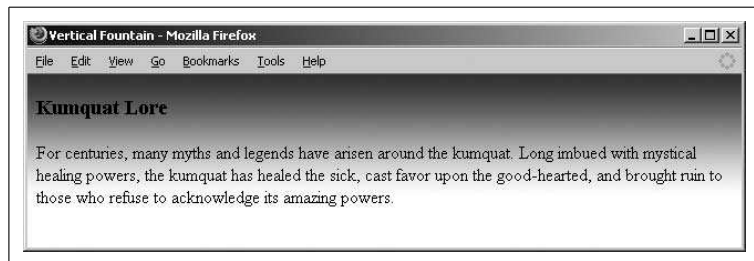 Vertical Fountain - Mozilla Firefox
File Edit View Go Bookmarks Tools Help
Kumquat Lore
For centuries, many myths and legends have arisen around the kumquat. Long imbued with mystical
healing powers, the kumquat has healed the sick, cast favor upon the good-hearted, and brought ruin to
those who refuse to acknowledge its amazing powers.